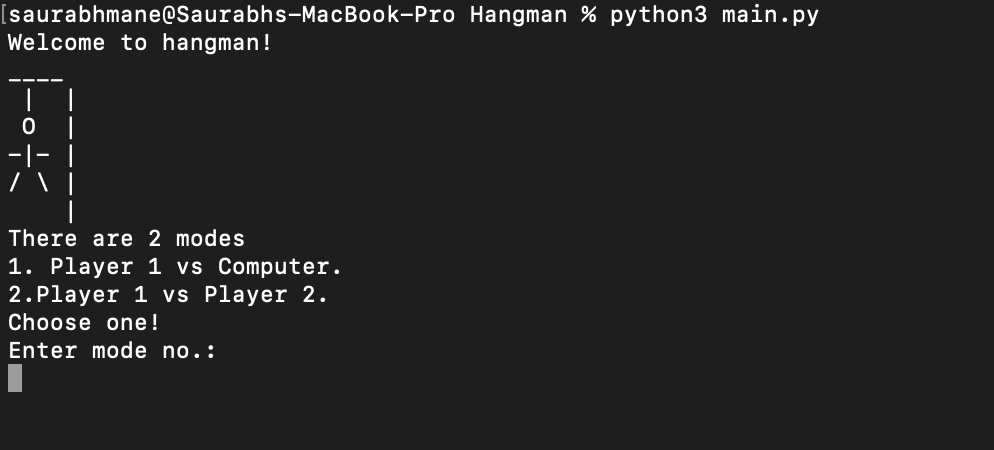 [saurabhmane@Saurabhs-MacBook-Pro Hangman % python3 main.py
Welcome to hangman!
____
 |  |
 O  |
-|- |
/ \ |
    |
There are 2 modes
1. Player 1 vs Computer.
2.Player 1 vs Player 2.
Choose one!
Enter mode no.: